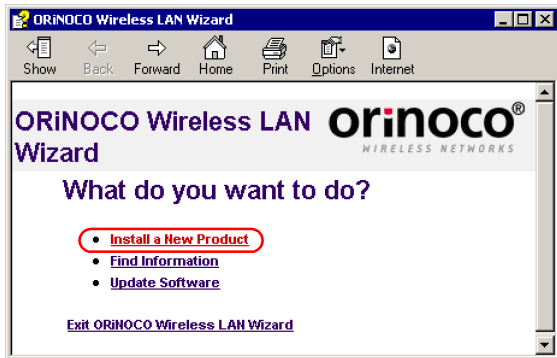 ORiNOCO Wireless LAN Wizard
Show Back Forward Home Print Options Internet
ORiNOCO Wireless LAN Wizard
orinoco®
WIRELESS NETWORKS
What do you want to do?
Install a New Product
Find Information
Update Software
Exit ORiNOCO Wireless LAN Wizard